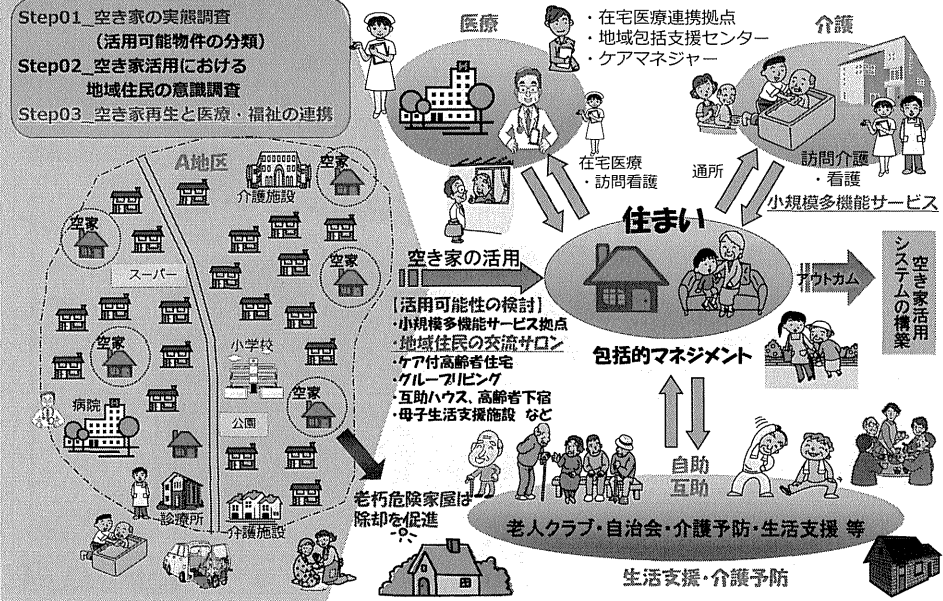 Step01_空き家の実態調査
(活用可能物件の分類)
Step02_空き家活用における
地域住民の意識調査
Step03_空き家再生と医療・福祉の連携
A地区
空家
介護施設
空家
スーパー
空家
空家
小学校
空家
病院
公園
診療所
介護施設
老朽危険家屋は
除却を促進
医療
・在宅医療連携拠点
・地域包括支援センター
・ケアマネジャー
介護
在宅医療
・訪問看護
通所
訪問介護
・看護
小規模多機能サービス
住まい
空き家の活用
【活用可能性の検討】
・小規模多機能サービス拠点
・地域住民の交流サロン
・ケア付高齢者住宅
・グループリビング
・互助ハウス、高齢者下宿
・母子生活支援施設 など
包括的マネジメント
アウトカム
空き家活用
システムの構築
自助
互助
老人クラブ・自治会・介護予防・生活支援 等
生活支援・介護予防